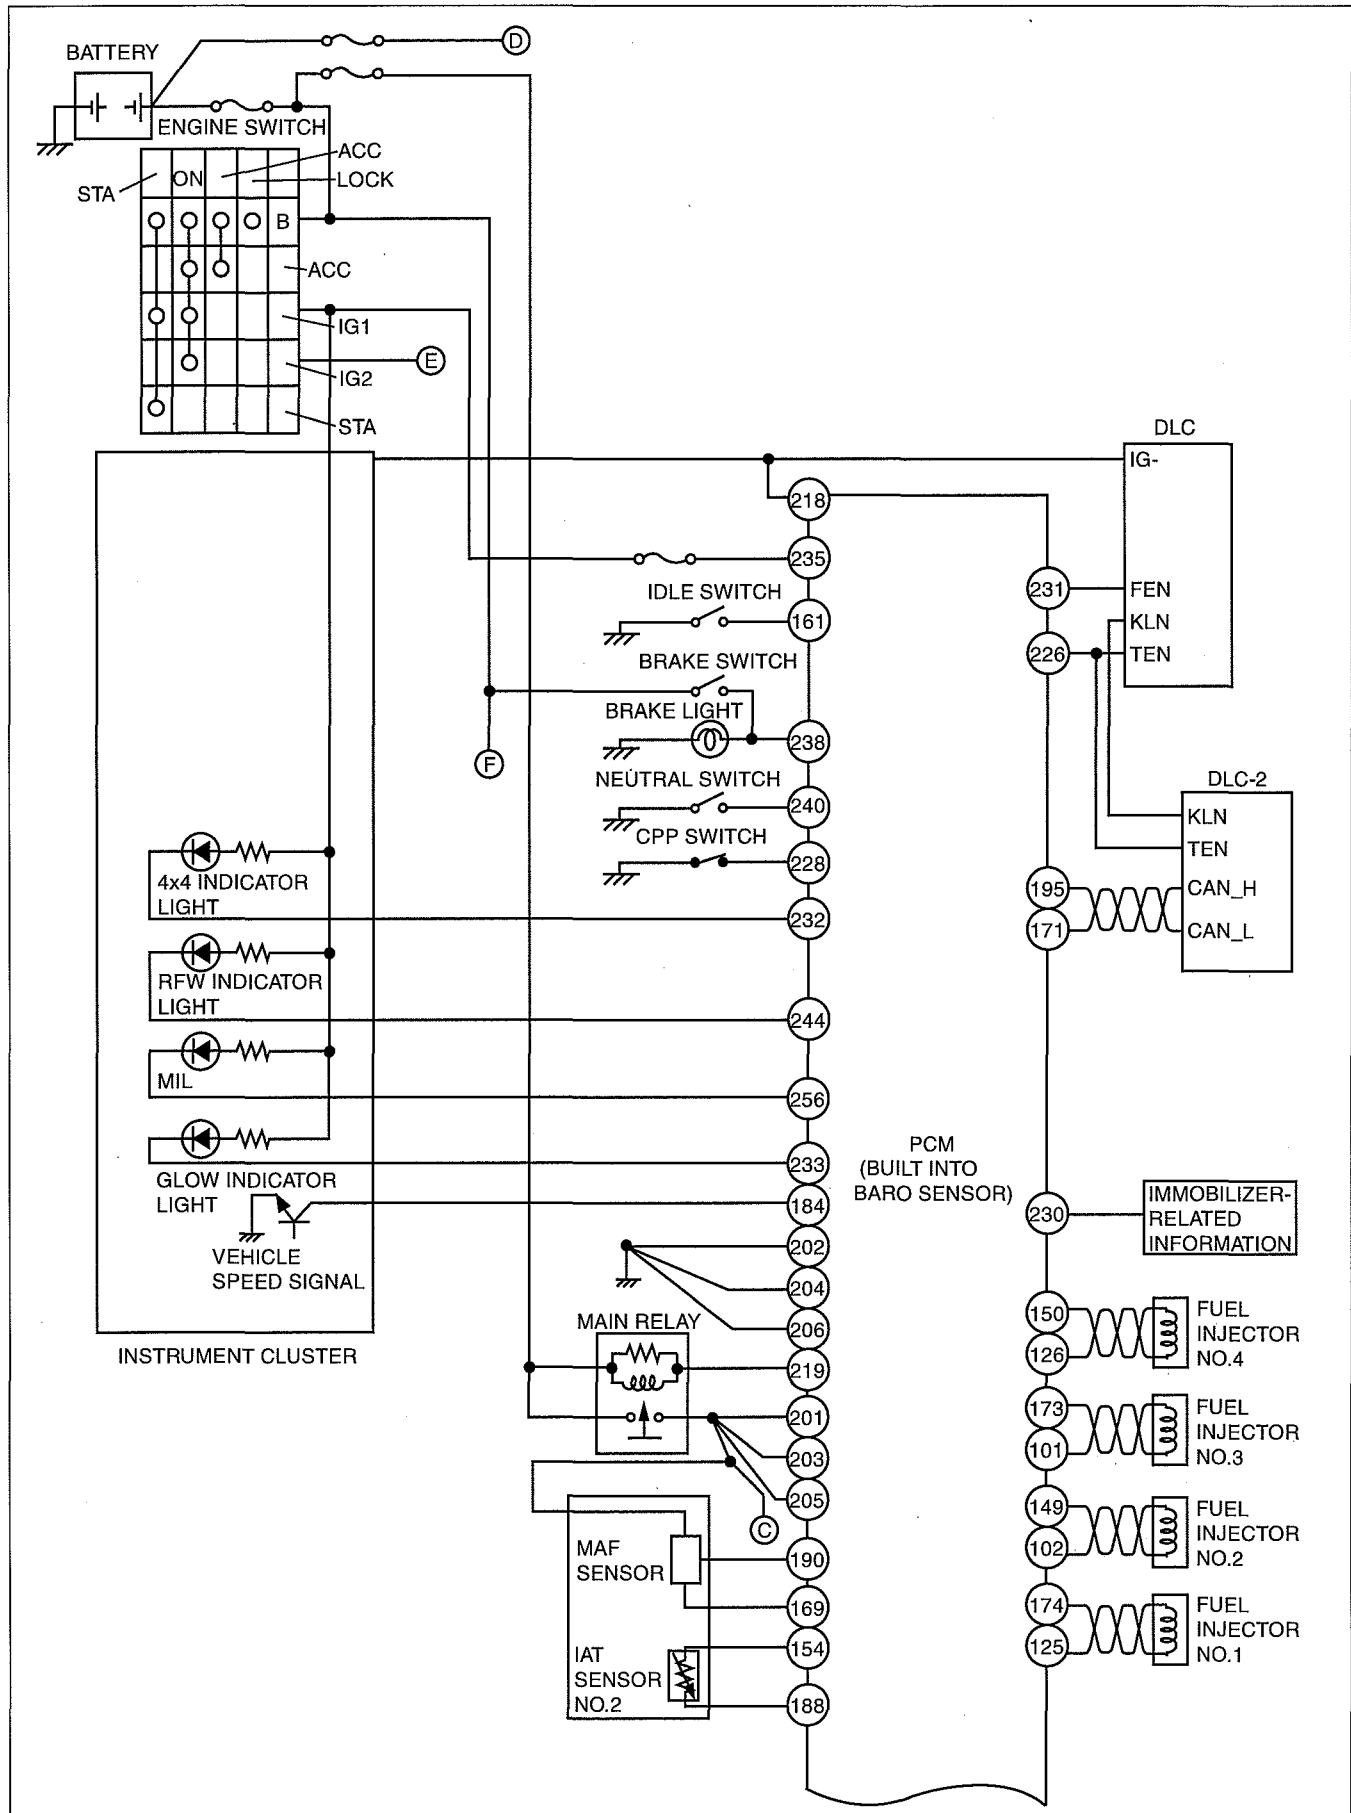 D
BATTERY
ENGINE SWITCH
ACC
LOCK
STA
ON
B
ACC
IG1
IG2
E
STA
DLC
IG-
218
235
IDLE SWITCH
161
231
FEN
KLN
226
TEN
BRAKE SWITCH
BRAKE LIGHT
238
F
NEUTRAL SWITCH
240
CPP SWITCH
228
DLC-2
KLN
TEN
195
CAN_H
171
CAN_L
4x4 INDICATOR
LIGHT
232
RFW INDICATOR
LIGHT
244
MIL
256
233
GLOW INDICATOR
LIGHT
184
VEHICLE
SPEED SIGNAL
PCM
(BUILT INTO
BARO SENSOR)
230
IMMOBILIZER-
RELATED
INFORMATION
202
204
206
INSTRUMENT CLUSTER
MAIN RELAY
219
201
203
205
C
MAF
SENSOR
190
169
IAT
SENSOR
NO.2
154
188
150
126
FUEL
INJECTOR
NO.4
173
101
FUEL
INJECTOR
NO.3
149
102
FUEL
INJECTOR
NO.2
174
125
FUEL
INJECTOR
NO.1